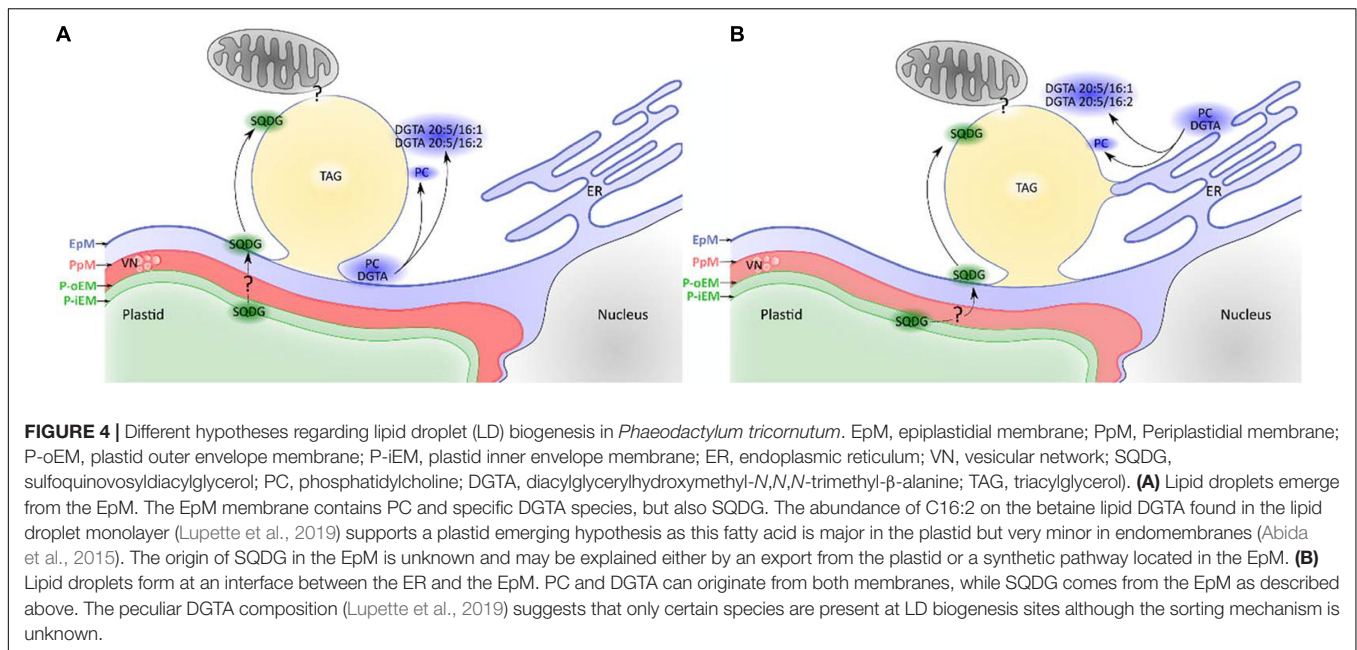 A
?
SQDG
DGTA 20:5/16:1
DGTA 20:5/16:2
TAG
PC
ER
EpM
SQDG
PC
DGTA
PpM
VN
?
P-oEM
P-iEM
SQDG
Plastid
Nucleus
B
?
DGTA 20:5/16:1
DGTA 20:5/16:2
PC
DGTA
SQDG
PC
TAG
ER
EpM
PpM
VN
SQDG
P-oEM
P-iEM
Plastid
SQDG
?
Nucleus
FIGURE 4 | Different hypotheses regarding lipid droplet (LD) biogenesis in Phaeodactylum tricornutum. EpM, epiplastidial membrane; PpM, Periplastidial membrane;
P-oEM, plastid outer envelope membrane; P-iEM, plastid inner envelope membrane; ER, endoplasmic reticulum; VN, vesicular network; SQDG,
sulfoquinovosyldiacylglycerol; PC, phosphatidylcholine; DGTA, diacylglycerylhydroxymethyl-N,N,N-trimethyl-β-alanine; TAG, triacylglycerol). (A) Lipid droplets emerge
from the EpM. The EpM membrane contains PC and specific DGTA species, but also SQDG. The abundance of C16:2 on the betaine lipid DGTA found in the lipid
droplet monolayer (Lupette et al., 2019) supports a plastid emerging hypothesis as this fatty acid is major in the plastid but very minor in endomembranes (Abida
et al., 2015). The origin of SQDG in the EpM is unknown and may be explained either by an export from the plastid or a synthetic pathway located in the EpM. (B)
Lipid droplets form at an interface between the ER and the EpM. PC and DGTA can originate from both membranes, while SQDG comes from the EpM as described
above. The peculiar DGTA composition (Lupette et al., 2019) suggests that only certain species are present at LD biogenesis sites although the sorting mechanism is
unknown.